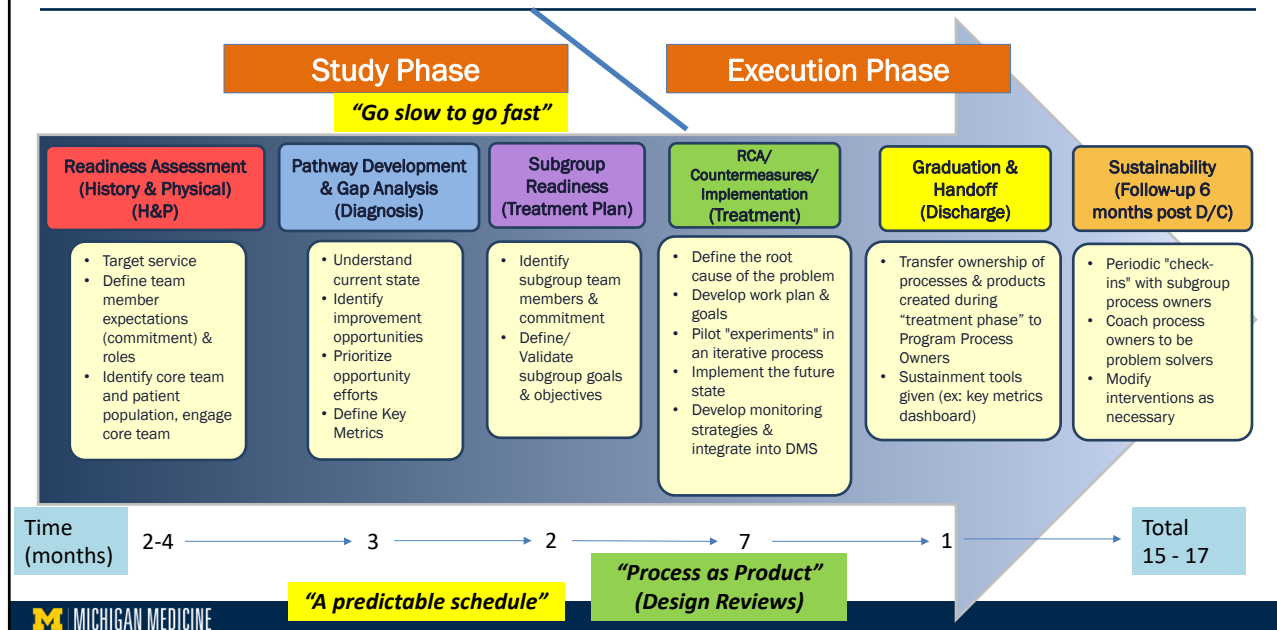 Study Phase
Execution Phase
“Go slow to go fast”
Readiness Assessment
(History & Physical)
(H&P)
• Target service
• Define team
member
expectations
(commitment) &
roles
• Identify core team
and patient
population, engage
core team
Pathway Development
& Gap Analysis
(Diagnosis)
• Understand
current state
• Identify
improvement
opportunities
• Prioritize
opportunity
efforts
• Define Key
Metrics
Subgroup
Readiness
(Treatment Plan)
• Identify
subgroup team
members &
commitment
• Define/
Validate
subgroup goals
& objectives
RCA/
Countermeasures/
Implementation
(Treatment)
• Define the root
cause of the problem
• Develop work plan &
goals
• Pilot "experiments" in
an iterative process
• Implement the future
state
• Develop monitoring
strategies &
integrate into DMS
Graduation &
Handoff
(Discharge)
• Transfer ownership of
processes & products
created during
“treatment phase” to
Program Process
Owners
• Sustainment tools
given (ex: key metrics
dashboard)
Sustainability
(Follow-up 6
months post D/C)
• Periodic "check-
ins" with subgroup
process owners
• Coach process
owners to be
problem solvers
• Modify
interventions as
necessary
Time
(months)
2-4
3
2
7
1
Total
15 - 17
“A predictable schedule”
“Process as Product”
(Design Reviews)
M MICHIGAN MEDICINE